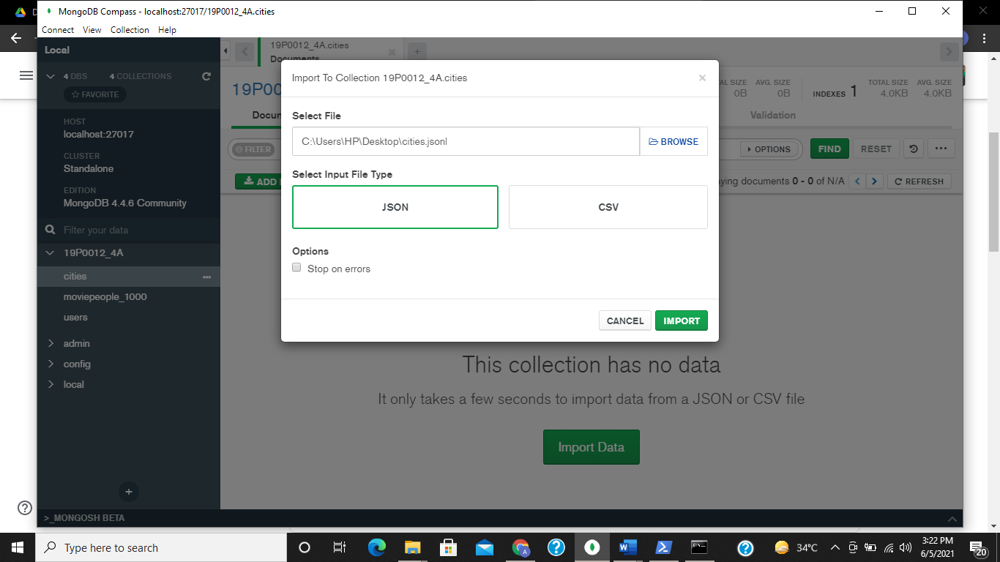 D
MongoDB Compass - localhost:27017/19P0012_4A.cities
Connect View Collection Help
Local
4 DBS 4 COLLECTIONS
FAVORITE
HOST
localhost:27017
CLUSTER
Standalone
EDITION
MongoDB 4.4.6 Community
Filter your data
19P0012_4A
cities
moviepeople_1000
users
admin
config
local
>_MONGOSH BETA
19P0012_4A.cities
Documents
19P00
AL SIZE AVG. SIZE
0B 0B
INDEXES 1
TOTAL SIZE AVG. SIZE
4.0KB 4.0KB
Docum
Validation
FILTER
OPTIONS
FIND
RESET
ADD
aying documents 0 - 0 of N/A
REFRESH
Import To Collection 19P0012_4A.cities
Select File
C:\Users\HP\Desktop\cities.jsonl
BROWSE
Select Input File Type
JSON
CSV
Options
Stop on errors
CANCEL
IMPORT
This collection has no data
It only takes a few seconds to import data from a JSON or CSV file
Import Data
Type here to search
34°C
3:22 PM
6/5/2021
20